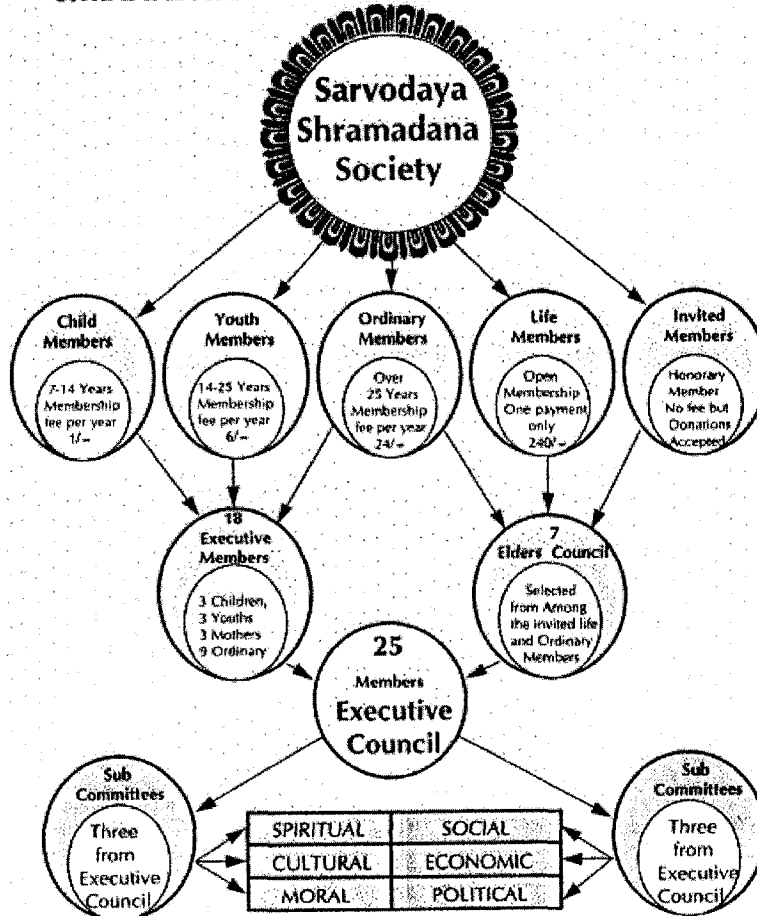 Sarvodaya
Shramadana
Society
Child
Members
7-14 Years
Membership
fee per year
1/=
Youth
Members
14-25 Years
Membership
fee per year
6/=
Ordinary
Members
Over
25 Years
Membership
fee per year
24/=
Life
Members
Open
Membership
One payment
only
240/=
Invited
Members
Honorary
Member
No fee but
Donations
Accepted
18
Executive
Members
3 Children,
3 Youths
3 Mothers
9 Ordinary
7
Elders Council
Selected
from Among
the invited life
and Ordinary
Members
25
Members
Executive
Council
Sub
Committees
Three
from
Executive
Council
SPIRITUAL SOCIAL
CULTURAL ECONOMIC
MORAL POLITICAL
Sub
Committees
Three
from
Executive
Council